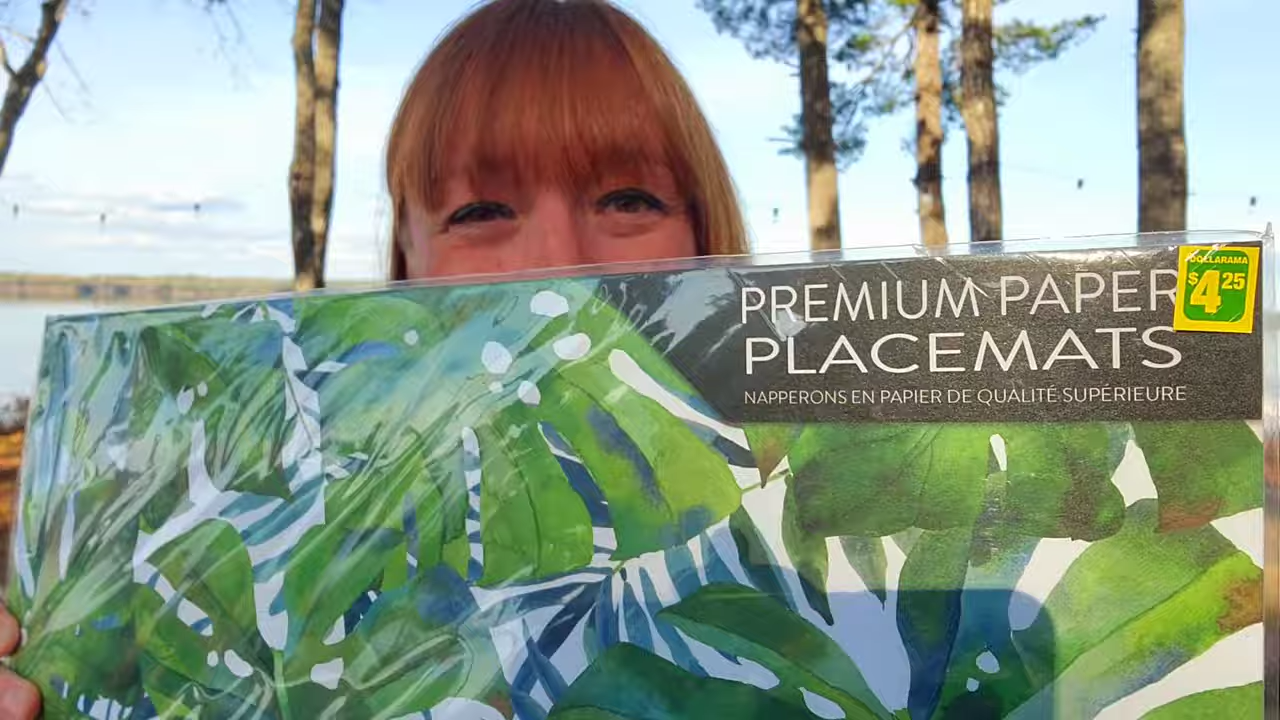 PREMIUM PAPER
PLACEMATS
NAPPERONS EN PAPIER DE QUALITÉ SUPÉRIEURE
DOLLARAMA
$4.25